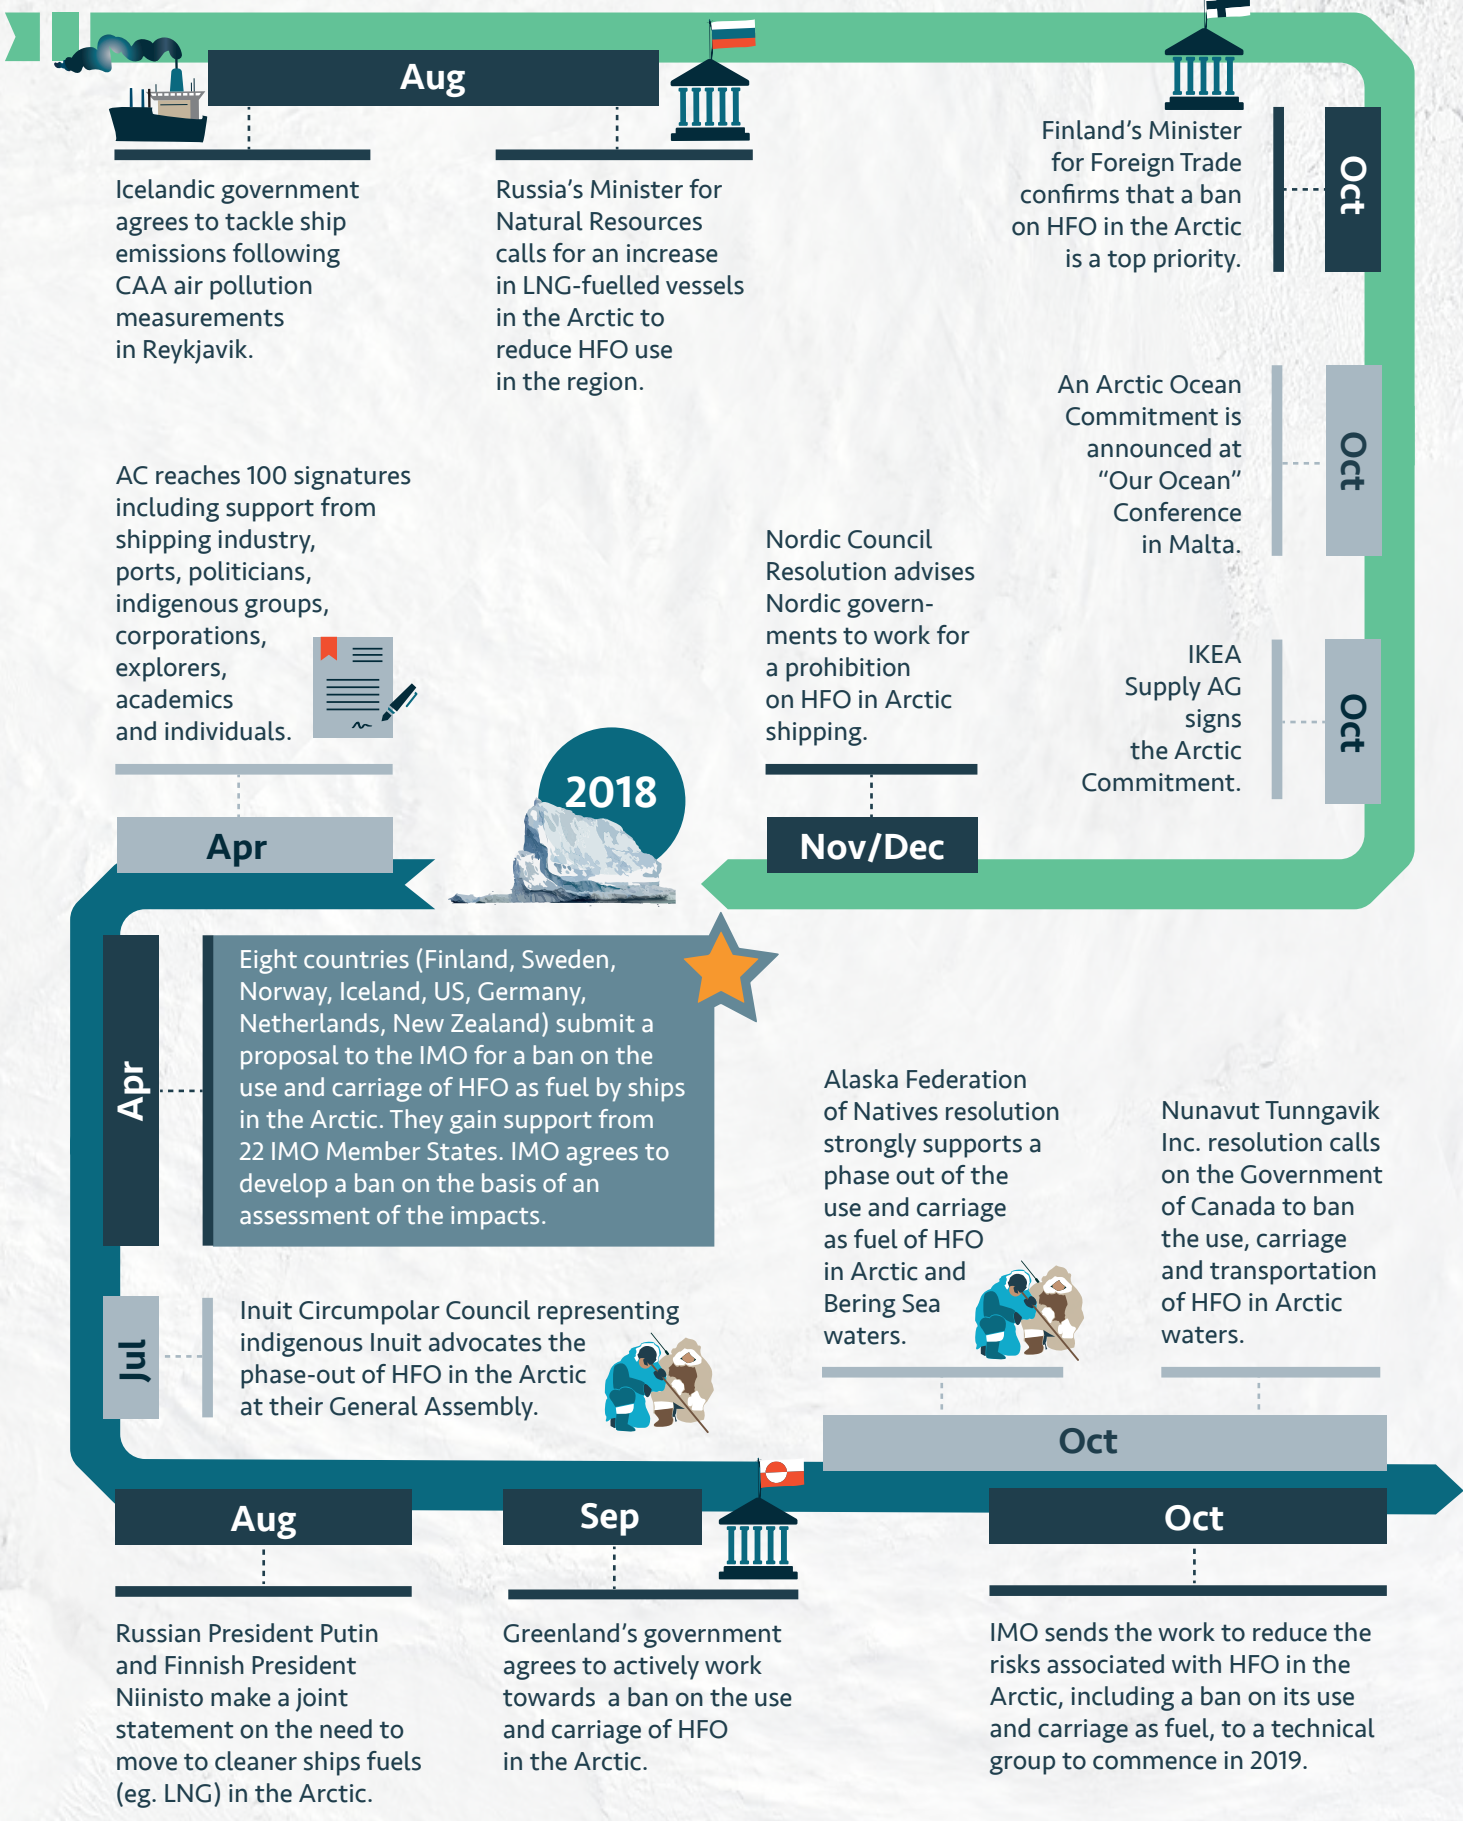 Aug
Icelandic government
agrees to tackle ship
emissions following
CAA air pollution
measurements
in Reykjavik.
Russia's Minister for
Natural Resources
calls for an increase
in LNG-fuelled vessels
in the Arctic to
reduce HFO use
in the region.
Oct
Finland's Minister
for Foreign Trade
confirms that a ban
on HFO in the Arctic
is a top priority.
Oct
An Arctic Ocean
Commitment is
announced at
“Our Ocean”
Conference
in Malta.
Oct
IKEA
Supply AG
signs
the Arctic
Commitment.
Nov/Dec
Nordic Council
Resolution advises
Nordic govern-
ments to work for
a prohibition
on HFO in Arctic
shipping.
2018
Apr
AC reaches 100 signatures
including support from
shipping industry,
ports, politicians,
indigenous groups,
corporations,
explorers,
academics
and individuals.
Apr
Eight countries (Finland, Sweden,
Norway, Iceland, US, Germany,
Netherlands, New Zealand) submit a
proposal to the IMO for a ban on the
use and carriage of HFO as fuel by ships
in the Arctic. They gain support from
22 IMO Member States. IMO agrees to
develop a ban on the basis of an
assessment of the impacts.
Jul
Inuit Circumpolar Council representing
indigenous Inuit advocates the
phase-out of HFO in the Arctic
at their General Assembly.
Aug
Russian President Putin
and Finnish President
Niinisto make a joint
statement on the need to
move to cleaner ships fuels
(eg. LNG) in the Arctic.
Sep
Greenland's government
agrees to actively work
towards a ban on the use
and carriage of HFO
in the Arctic.
Oct
Alaska Federation
of Natives resolution
strongly supports a
phase out of the
use and carriage
as fuel of HFO
in Arctic and
Bering Sea
waters.
Nunavut Tunngavik
Inc. resolution calls
on the Government
of Canada to ban
the use, carriage
and transportation
of HFO in Arctic
waters.
Oct
IMO sends the work to reduce the
risks associated with HFO in the
Arctic, including a ban on its use
and carriage as fuel, to a technical
group to commence in 2019.